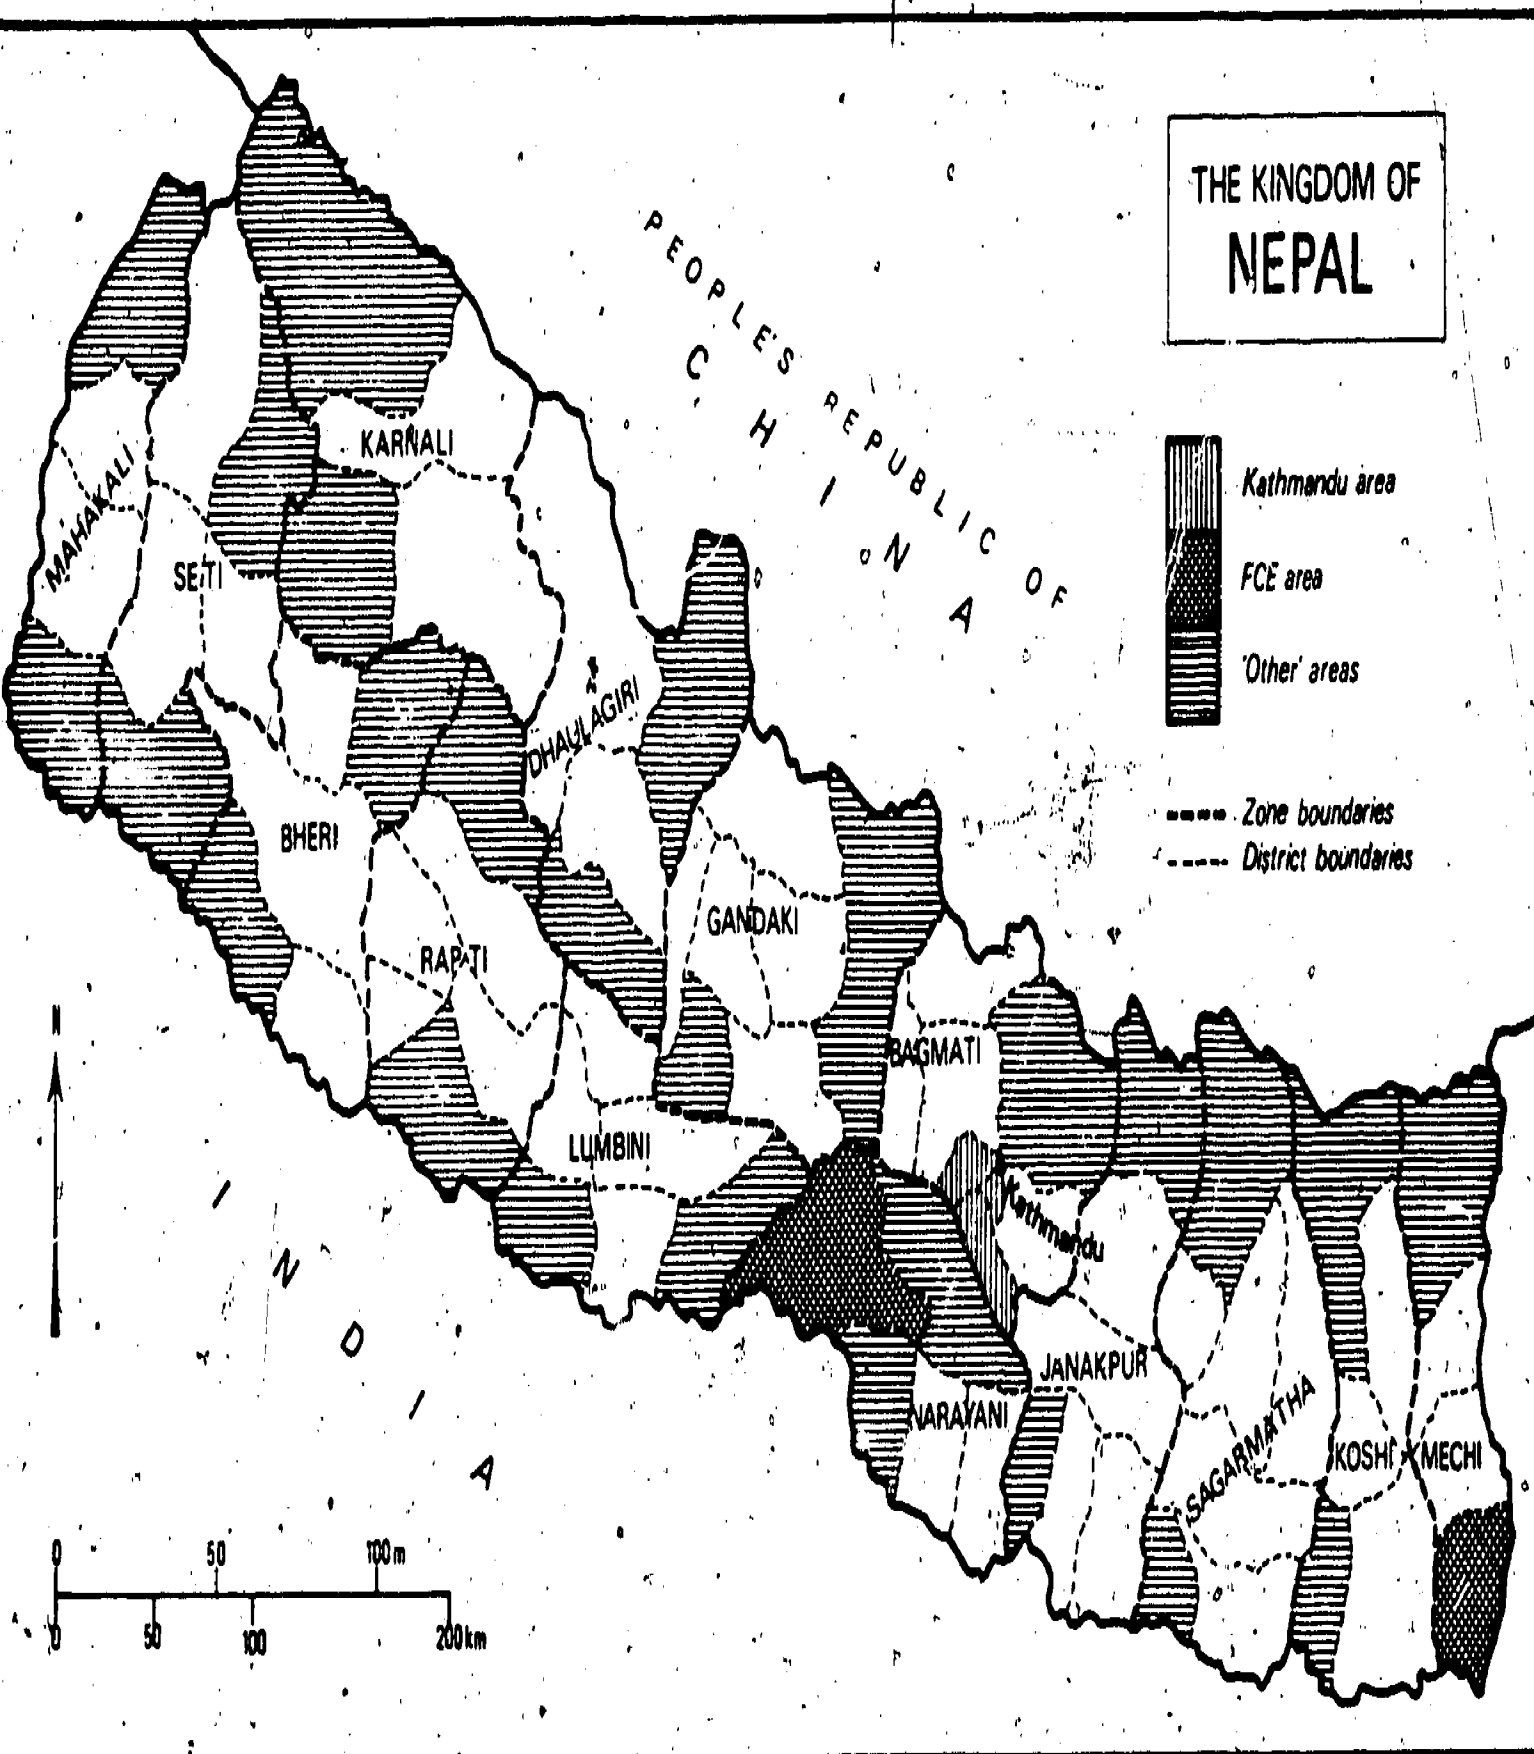 THE KINGDOM OF
NEPAL
PEOPLE'S REPUBLIC OF
CHINA
Kathmandu area
FCE area
'Other' areas
Zone boundaries
District boundaries
KARNALI
MAHAKALI
SETI
DHAULAGIRI
BHERI
GANDAKI
RAPATI
BAGMATI
LUMBINI
Kathmandu
JANAKPUR
NARAYANI
SAGARMATHA
KOSHI
MECHI
INDIA
N
0 50 100m
0 50 100 200km